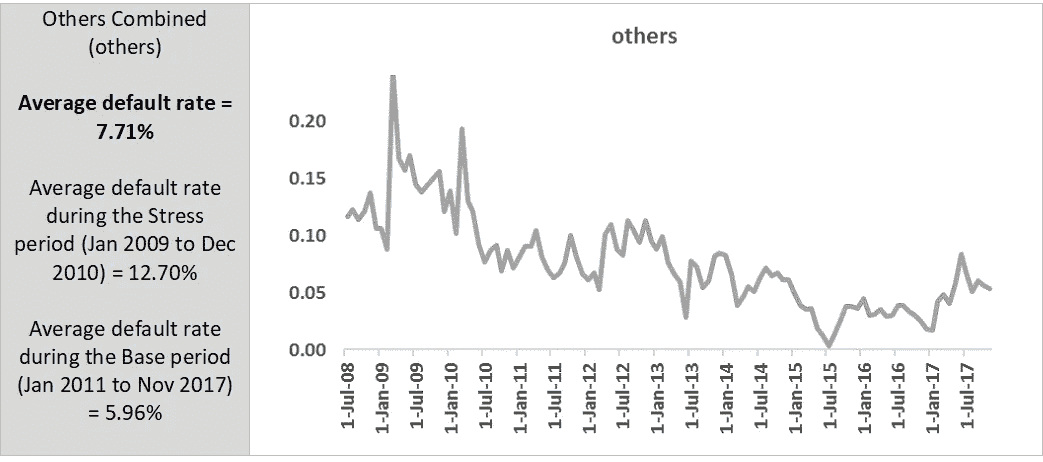 Others Combined
(others)
Average default rate =
7.71%
Average default rate
during the Stress
period (Jan 2009 to Dec
2010) = 12.70%
Average default rate
during the Base period
(Jan 2011 to Nov 2017)
= 5.96%
others
0.20
0.15
0.10
0.05
0.00
1-Jul-08
1-Jan-09
1-Jul-09
1-Jan-10
1-Jul-10
1-Jan-11
1-Jul-11
1-Jan-12
1-Jul-12
1-Jan-13
1-Jul-13
1-Jan-14
1-Jul-14
1-Jan-15
1-Jul-15
1-Jan-16
1-Jul-16
1-Jan-17
1-Jul-17